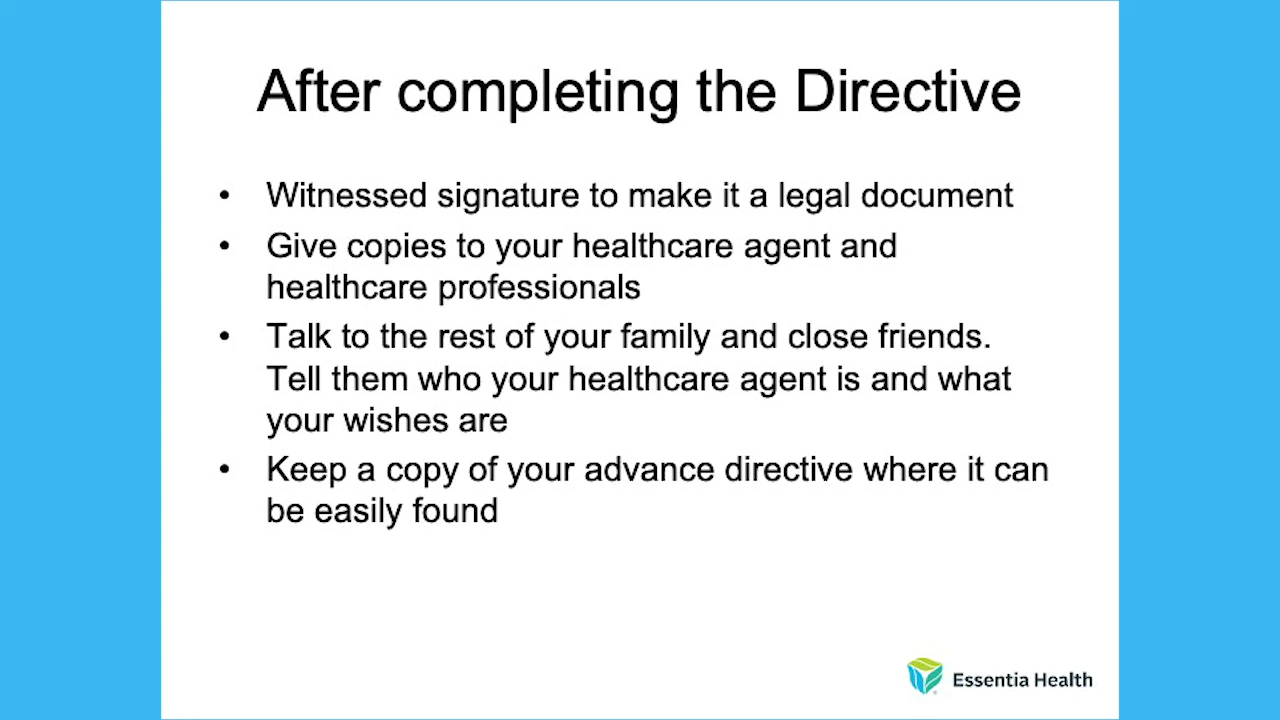 After completing the Directive
• Witnessed signature to make it a legal document
• Give copies to your healthcare agent and
healthcare professionals
• Talk to the rest of your family and close friends.
Tell them who your healthcare agent is and what
your wishes are
• Keep a copy of your advance directive where it can
be easily found
Essentia Health